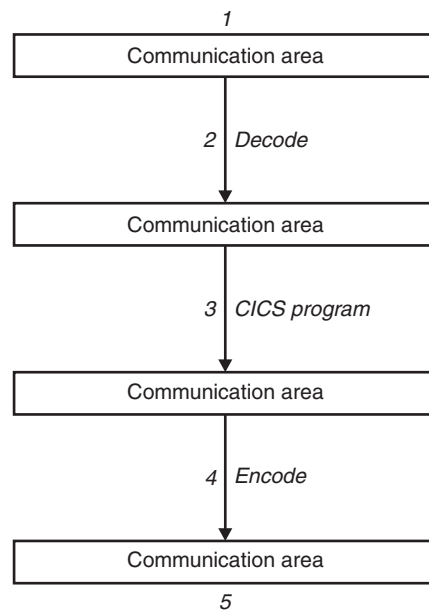 1
Communication area
2 Decode
Communication area
3 CICS program
Communication area
4 Encode
Communication area
5